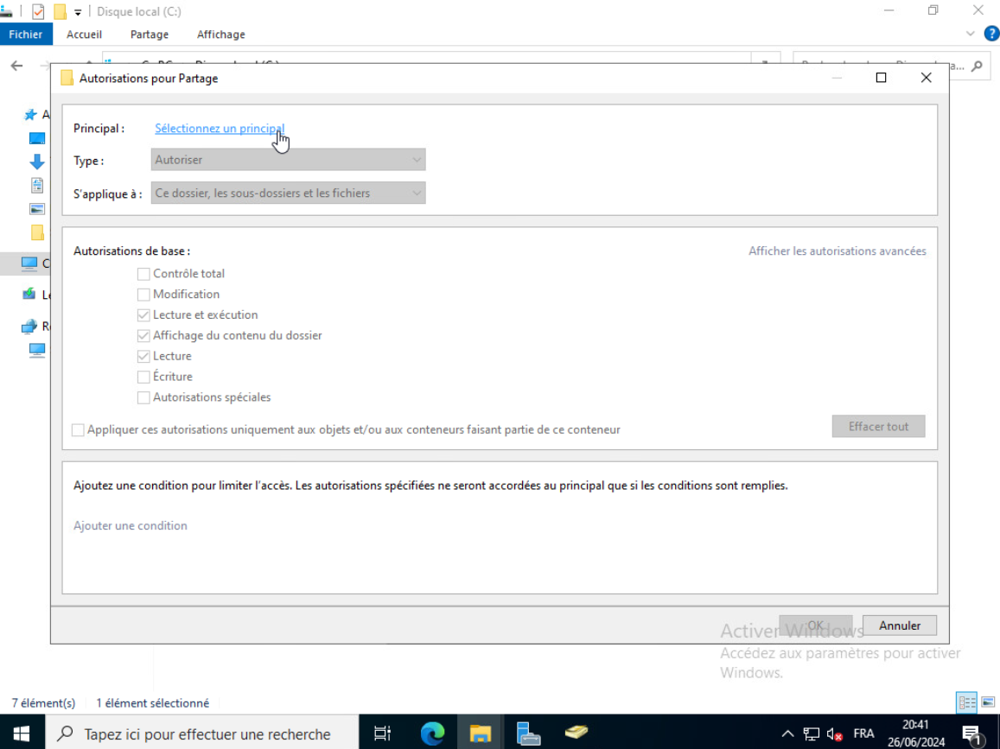 Disque local (C:)
Fichier Accueil Partage Affichage
Autorisations pour Partage
Principal : Sélectionnez un principal
Type : Autoriser
S'applique à : Ce dossier, les sous-dossiers et les fichiers
Autorisations de base :
Afficher les autorisations avancées
Contrôle total
Modification
Lecture et exécution
Affichage du contenu du dossier
Lecture
Écriture
Autorisations spéciales
Appliquer ces autorisations uniquement aux objets et/ou aux conteneurs faisant partie de ce conteneur
Effacer tout
Ajoutez une condition pour limiter l'accès. Les autorisations spécifiées ne seront accordées au principal que si les conditions sont remplies.
Ajouter une condition
OK Annuler
Activer Windows
Accédez aux paramètres pour activer
Windows.
7 élément(s) 1 élément sélectionné
Tapez ici pour effectuer une recherche
FRA
20:41
26/06/2024
1